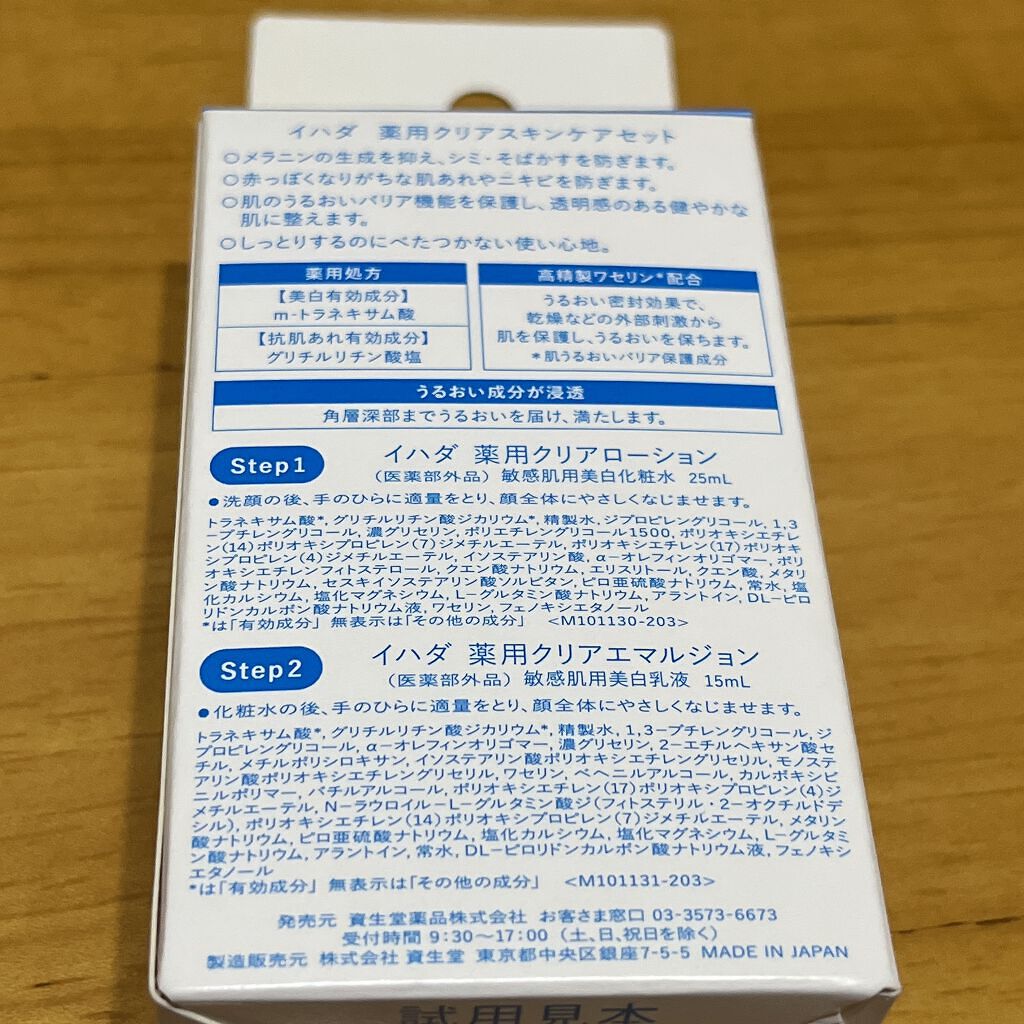 イハダ 薬用クリアスキンケアセット
○メラニンの生成を抑え、シミ・そばかすを防ぎます。
○赤っぽくなりがちな肌あれやニキビを防ぎます。
○肌のうるおいバリア機能を保護し、透明感のある健やかな
肌に整えます。
○しっとりするのにべたつかない使い心地。
薬用処方
【美白有効成分】
m-トラネキサム酸
【抗肌あれ有効成分】
グリチルリチン酸塩
高精製ワセリン*配合
うるおい密封効果で、
乾燥などの外部刺激から
肌を保護し、うるおいを保ちます。
*肌うるおいバリア保護成分
うるおい成分が浸透
角層深部までうるおいを届け、満たします。
Step1
イハダ 薬用クリアローション
（医薬部外品）敏感肌用美白化粧水 25mL
●洗顔の後、手のひらに適量をとり、顔全体にやさしくなじませます。
トラネキサム酸*, グリチルリチン酸ジカリウム*, 精製水, ジプロピレングリコール, 1,3
-ブチレングリコール, 濃グリセリン, ポリエチレングリコール1500, ポリオキシエチレ
ン(14)ポリオキシプロピレン(7)ジメチルエーテル, ポリオキシエチレン(17)ポリオキ
シプロピレン(4)ジメチルエーテル, イソステアリン酸, α-オレフィンオリゴマー, ポリ
オキシエチレンフィトステロール, クエン酸ナトリウム, エリスリトール, クエン酸, メタリン
酸ナトリウム, セスキイソステアリン酸ソルビタン, ピロ亜硫酸ナトリウム, 常水, 塩
化カルシウム, 塩化マグネシウム, L-グルタミン酸ナトリウム, アラントイン, DL-ピロ
リドンカルボン酸ナトリウム液, ワセリン, フェノキシエタノール
*は「有効成分」無表示は「その他の成分」 <M101130-203>
Step2
イハダ 薬用クリアエマルジョン
（医薬部外品）敏感肌用美白乳液 15mL
●化粧水の後、手のひらに適量をとり、顔全体にやさしくなじませます。
トラネキサム酸*, グリチルリチン酸ジカリウム*, 精製水, 1,3-ブチレングリコール, ジ
プロピレングリコール, α-オレフィンオリゴマー, 濃グリセリン, 2-エチルヘキサン酸セ
チル, メチルポリシロキサン, イソステアリン酸ポリオキシエチレングリセリル, モノステ
アリン酸ポリオキシエチレングリセリル, ワセリン, ベヘニルアルコール, カルボキシビ
ニルポリマー, バチルアルコール, ポリオキシエチレン(17)ポリオキシプロピレン(4)ジ
メチルエーテル, N-ラウロイル-L-グルタミン酸ジ(フィトステリル・2-オクチルドデ
シル), ポリオキシエチレン(14)ポリオキシプロピレン(7)ジメチルエーテル, メタリン
酸ナトリウム, ピロ亜硫酸ナトリウム, 塩化カルシウム, 塩化マグネシウム, L-グルタミ
ン酸ナトリウム, アラントイン, 常水, DL-ピロリドンカルボン酸ナトリウム液, フェノキシ
エタノール
*は「有効成分」無表示は「その他の成分」 <M101131-203>
発売元 資生堂薬品株式会社 お客さま窓口 03-3573-6673
受付時間 9:30〜17:00（土、日、祝日を除く）
製造販売元 株式会社 資生堂 東京都中央区銀座7-5-5 MADE IN JAPAN
試用見本